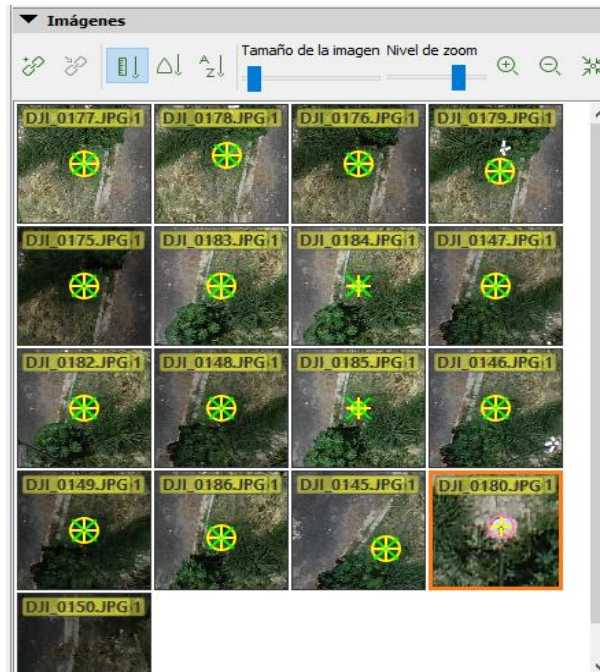 Imágenes
Tamaño de la imagen Nivel de zoom
A
Z
DJI_0177.JPG 1 DJI_0178.JPG 1 DJI_0176.JPG 1 DJI_0179.JPG 1
DJI_0175.JPG 1 DJI_0183.JPG 1 DJI_0184.JPG 1 DJI_0147.JPG 1
DJI_0182.JPG 1 DJI_0148.JPG 1 DJI_0185.JPG 1 DJI_0146.JPG 1
DJI_0149.JPG 1 DJI_0186.JPG 1 DJI_0145.JPG 1 DJI_0180.JPG 1
DJI_0150.JPG 1